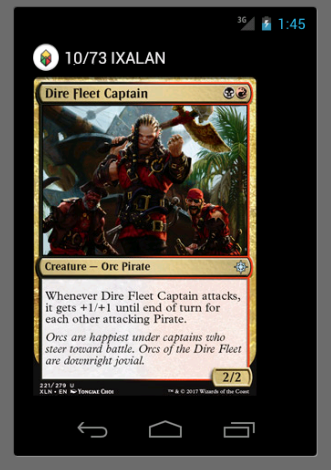 3G 1:45
10/73 IXALAN
Dire Fleet Captain
Creature — Orc Pirate
Whenever Dire Fleet Captain attacks,
it gets +1/+1 until end of turn for
each other attacking Pirate.
Orcs are happiest under captains who
steer toward battle. Orcs of the Dire Fleet
are downright jovial.
2/2
221/279 U
XLN • EN Yongjae Choi
™ & © 2017 Wizards of the Coast